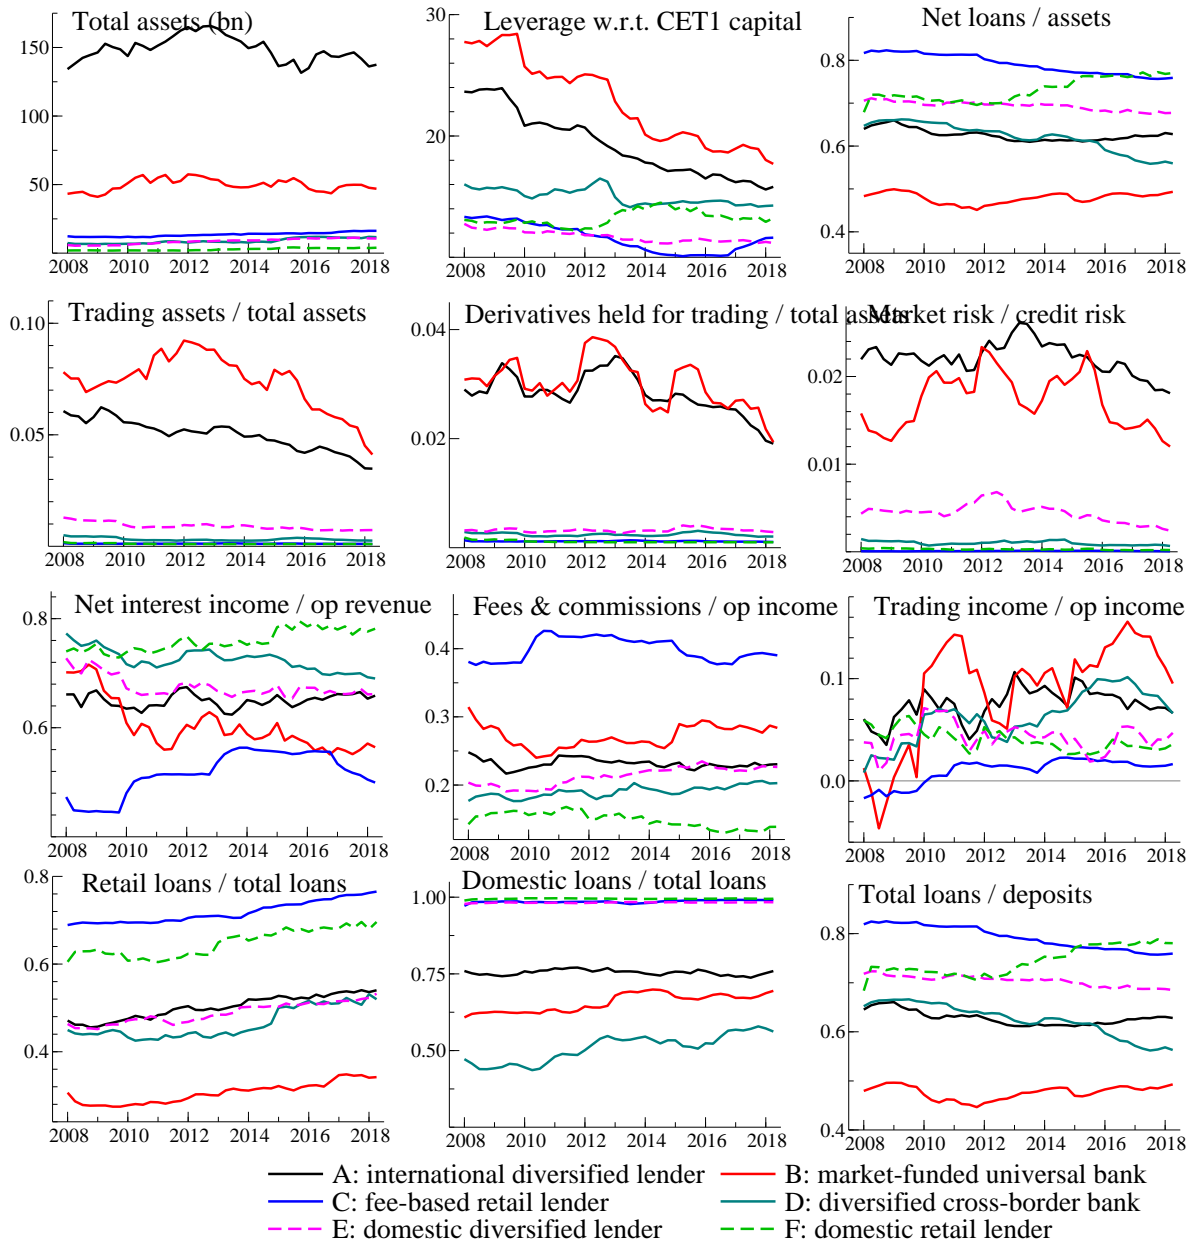 Total assets (bn)
Leverage w.r.t. CET1 capital
Net loans / assets
150
100
50
2008 2010 2012 2014 2016 2018
30
20
2008 2010 2012 2014 2016 2018
0.8
0.6
0.4
2008 2010 2012 2014 2016 2018
Trading assets / total assets
Derivatives held for trading / total assets
Market risk / credit risk
0.10
0.05
2008 2010 2012 2014 2016 2018
0.04
0.02
2008 2010 2012 2014 2016 2018
0.02
0.01
2008 2010 2012 2014 2016 2018
Net interest income / op revenue
Fees & commissions / op income
Trading income / op income
0.8
0.6
2008 2010 2012 2014 2016 2018
0.4
0.3
0.2
2008 2010 2012 2014 2016 2018
0.1
0.0
2008 2010 2012 2014 2016 2018
Retail loans / total loans
Domestic loans / total loans
Total loans / deposits
0.8
0.6
0.4
2008 2010 2012 2014 2016 2018
1.00
0.75
0.50
2008 2010 2012 2014 2016 2018
0.8
0.6
0.4
2008 2010 2012 2014 2016 2018
A: international diversified lender
B: market-funded universal bank
C: fee-based retail lender
D: diversified cross-border bank
E: domestic diversified lender
F: domestic retail lender